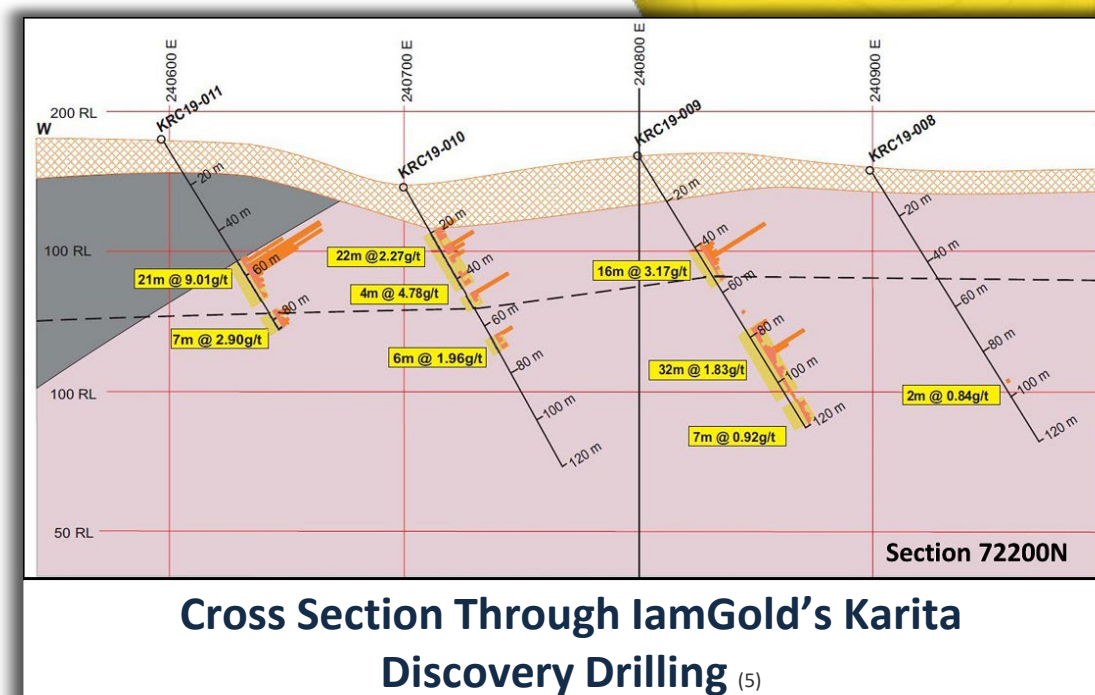 240600 E
240700 E
240800 E
240900 E
200 RL
W
KRC19-011
KRC19-010
KRC19-009
KRC19-008
20 m
40 m
60 m
80 m
20 m
40 m
60 m
80 m
100 m
120 m
20 m
40 m
60 m
80 m
100 m
120 m
20 m
40 m
60 m
80 m
100 m
120 m
100 RL
21m @ 9.01g/t
7m @ 2.90g/t
22m @2.27g/t
4m @ 4.78g/t
6m @ 1.96g/t
16m @ 3.17g/t
32m @ 1.83g/t
7m @ 0.92g/t
2m @ 0.84g/t
100 RL
50 RL
Section 72200N
Cross Section Through IamGold's Karita
Discovery Drilling (5)